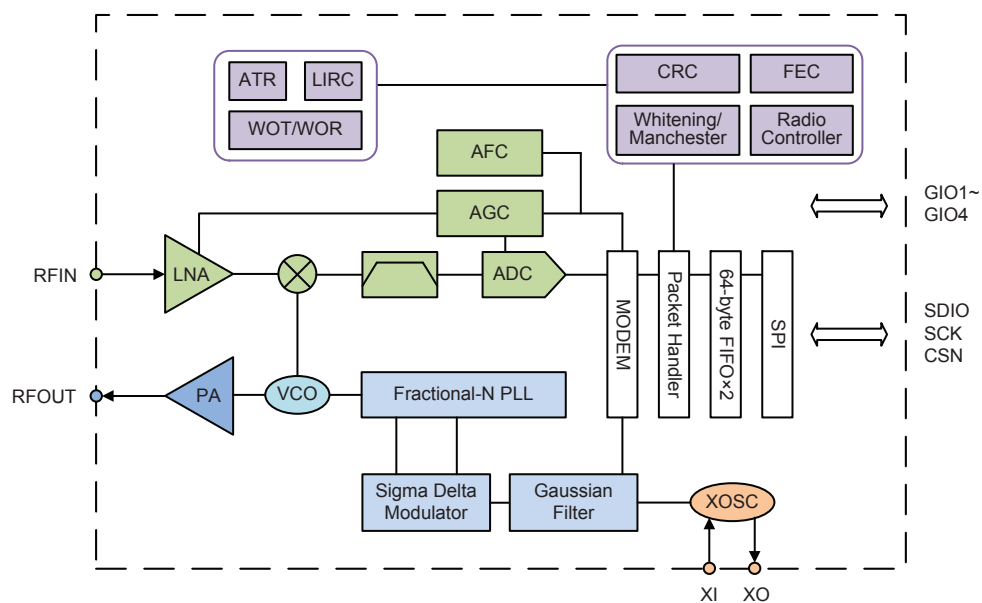 ATR
LIRC
WOT/WOR
CRC
FEC
Whitening/
Manchester
Radio
Controller
AFC
AGC
GIO1~
GIO4
RFIN
LNA
ADC
MODEM
Packet Handler
64-byte FIFO×2
SPI
SDIO
SCK
CSN
RFOUT
PA
VCO
Fractional-N PLL
Sigma Delta
Modulator
Gaussian
Filter
XOSC
XI
XO